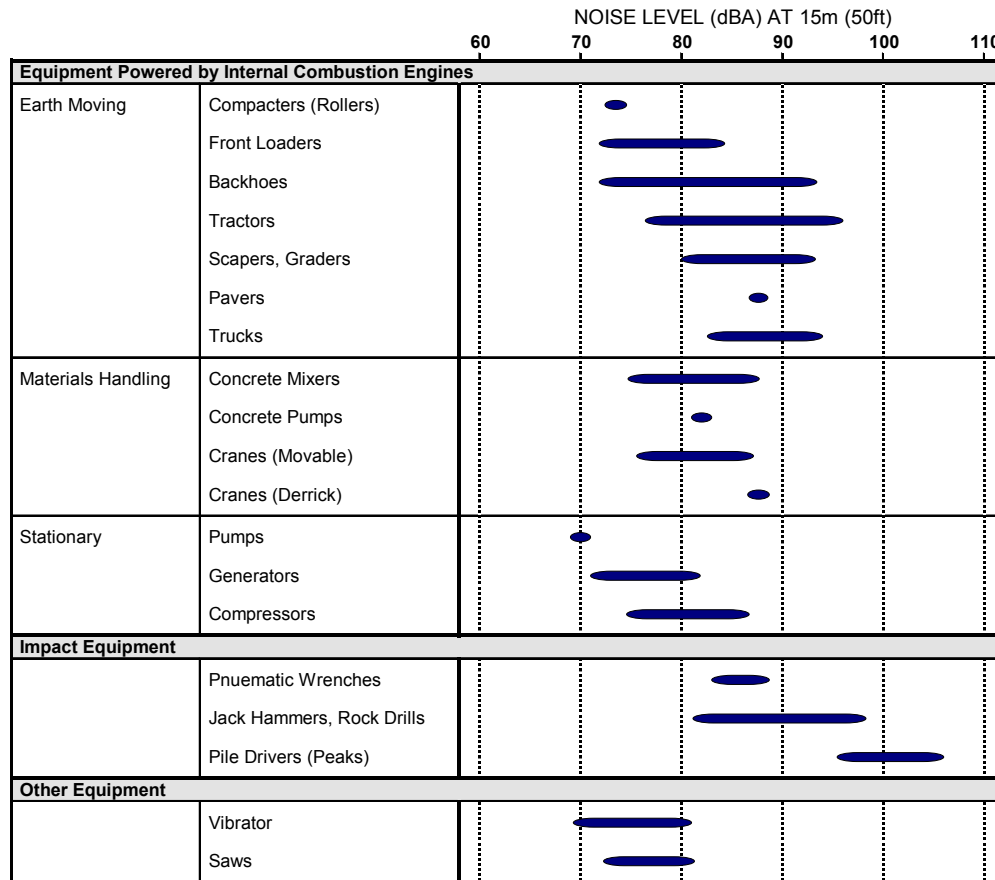 NOISE LEVEL (dBA) AT 15m (50ft)
60 70 80 90 100 110
Equipment Powered by Internal Combustion Engines
Earth Moving Compacters (Rollers)
Front Loaders
Backhoes
Tractors
Scapers, Graders
Pavers
Trucks
Materials Handling Concrete Mixers
Concrete Pumps
Cranes (Movable)
Cranes (Derrick)
Stationary Pumps
Generators
Compressors
Impact Equipment
Pnuematic Wrenches
Jack Hammers, Rock Drills
Pile Drivers (Peaks)
Other Equipment
Vibrator
Saws